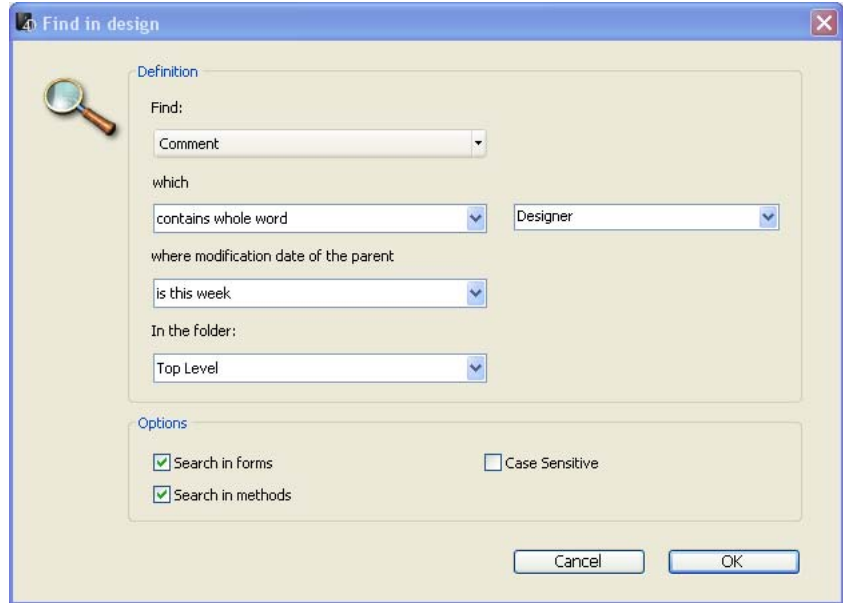 Find in design
Definition
Find:
Comment
which
contains whole word Designer
where modification date of the parent
is this week
In the folder:
Top Level
Options
Search in forms Case Sensitive
Search in methods
Cancel OK